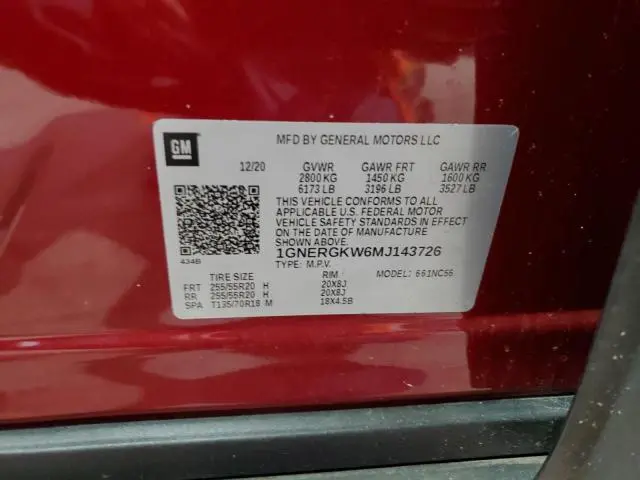 GM
MFD BY GENERAL MOTORS LLC
12/20 GVWR GAWR FRT GAWR RR
2800 KG 1450 KG 1600 KG
6173 LB 3196 LB 3527 LB
THIS VEHICLE CONFORMS TO ALL
APPLICABLE U.S. FEDERAL MOTOR
VEHICLE SAFETY STANDARDS IN EFFECT
ON THE DATE OF MANUFACTURE
SHOWN ABOVE.
434B
1GNERGKW6MJ143726
TYPE: M.P.V. MODEL: 661NC56
TIRE SIZE RIM
FRT 255/55R20 H 20X8J
RR 255/55R20 H 20X8J
SPA T135/70R18 M 18X4.5B